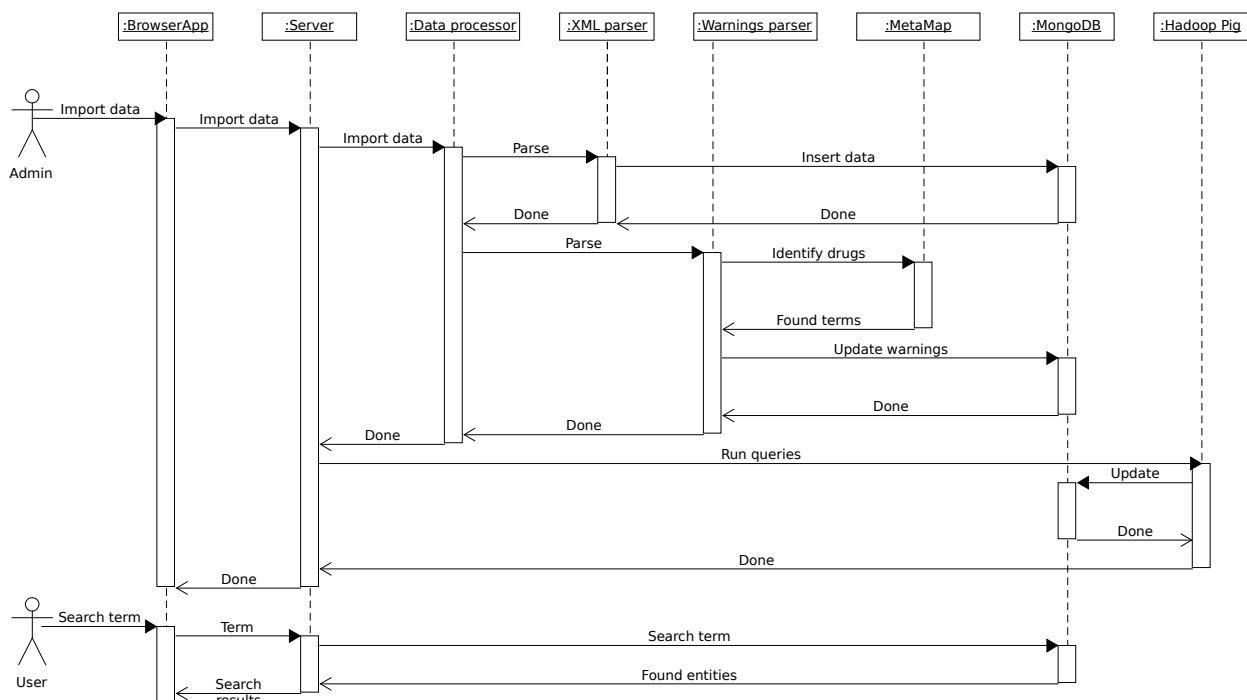 :BrowserApp
:Server
:Data processor
:XML parser
:Warnings parser
:MetaMap
:MongoDB
:Hadoop Pig
Import data
Import data
Import data
Parse
Insert data
Admin
Done
Done
Parse
Identify drugs
Found terms
Update warnings
Done
Done
Done
Run queries
Update
Done
Done
Done
Search term
Term
Search term
Found entities
User
Search
results